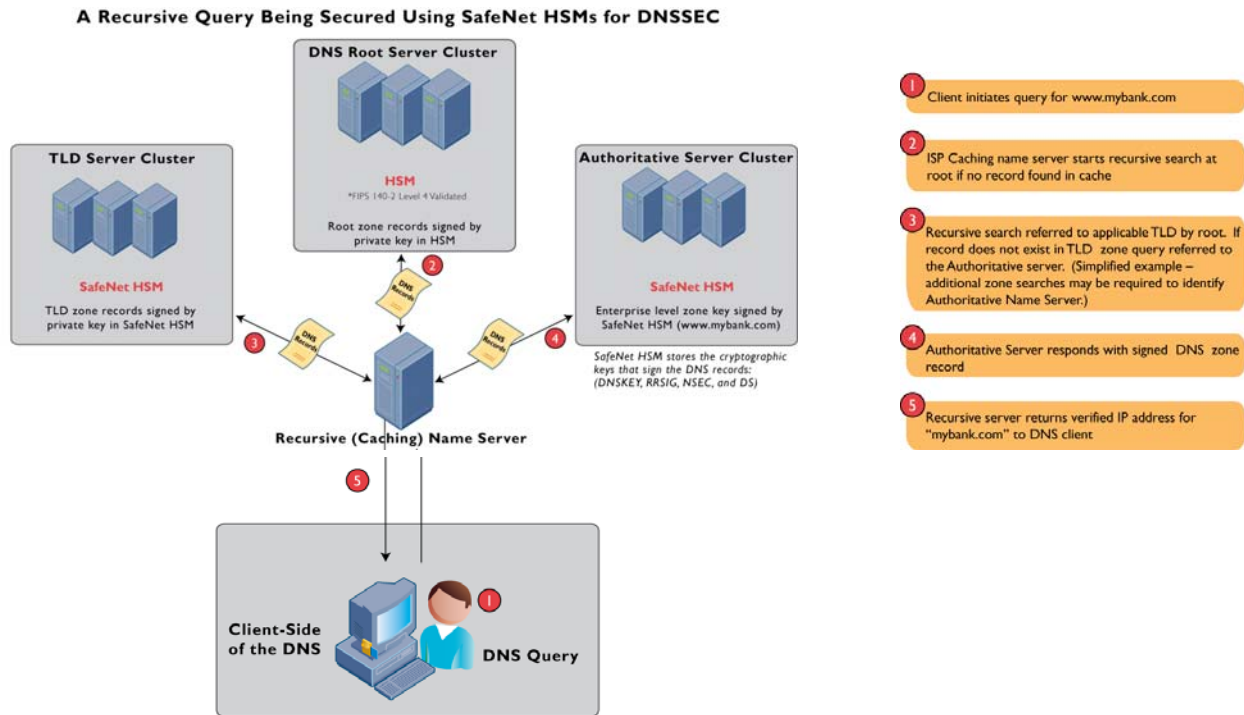 A Recursive Query Being Secured Using SafeNet HSMs for DNSSEC
DNS Root Server Cluster
HSM
*FIPS 140-2 Level 4 Validated
Root zone records signed by
private key in HSM
TLD Server Cluster
SafeNet HSM
TLD zone records signed by
private key in SafeNet HSM
Authoritative Server Cluster
SafeNet HSM
Enterprise level zone key signed by
SafeNet HSM (www.mybank.com)
SafeNet HSM stores the cryptographic
keys that sign the DNS records:
(DNSKEY, RRSIG, NSEC, and DS)
2
DNS
Records
3
DNS
Records
4
DNS
Records
Recursive (Caching) Name Server
5
1
Client-Side
of the DNS
DNS Query
1
Client initiates query for www.mybank.com
2
ISP Caching name server starts recursive search at
root if no record found in cache
3
Recursive search referred to applicable TLD by root. If
record does not exist in TLD zone query referred to
the Authoritative server. (Simplified example –
additional zone searches may be required to identify
Authoritative Name Server.)
4
Authoritative Server responds with signed DNS zone
record
5
Recursive server returns verified IP address for
“mybank.com” to DNS client